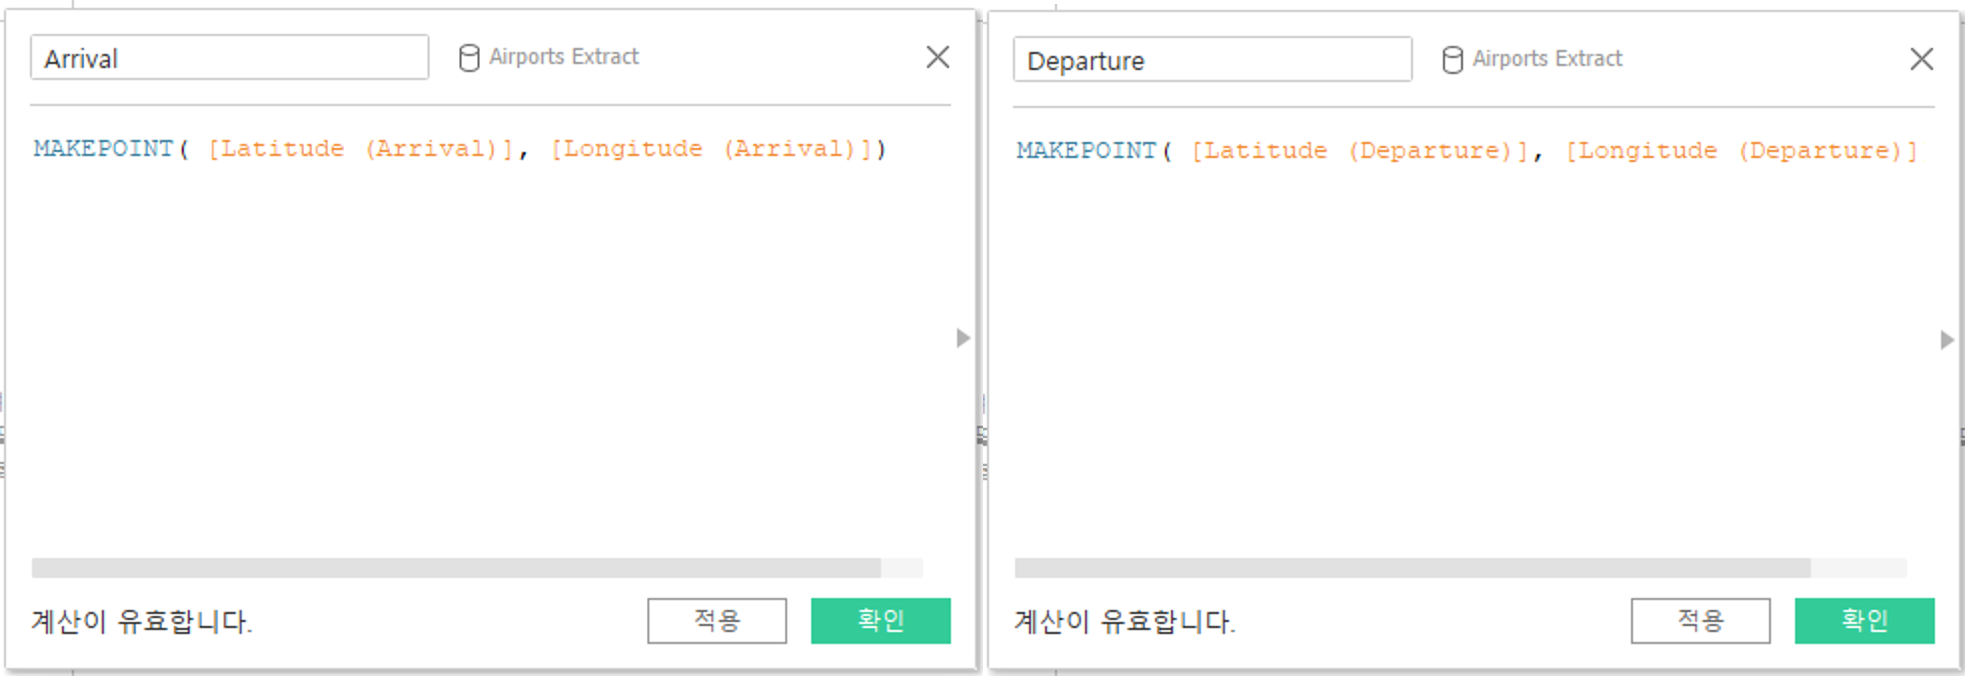 Arrival
Airports Extract
MAKEPOINT( [Latitude (Arrival)], [Longitude (Arrival)])
계산이 유효합니다.
적용
확인
Departure
Airports Extract
MAKEPOINT( [Latitude (Departure)], [Longitude (Departure)]
계산이 유효합니다.
적용
확인